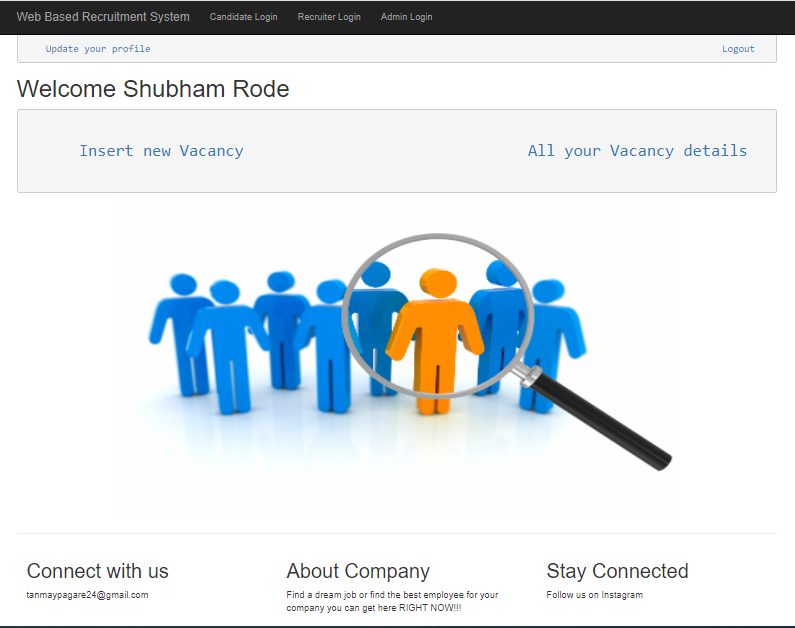 Web Based Recruitment System Candidate Login Recruiter Login Admin Login
Update your profile Logout
Welcome Shubham Rode
Insert new Vacancy All your Vacancy details
Connect with us
tanmaypagare24@gmail.com
About Company
Find a dream job or find the best employee for your
company you can get here RIGHT NOW!!!
Stay Connected
Follow us on Instagram